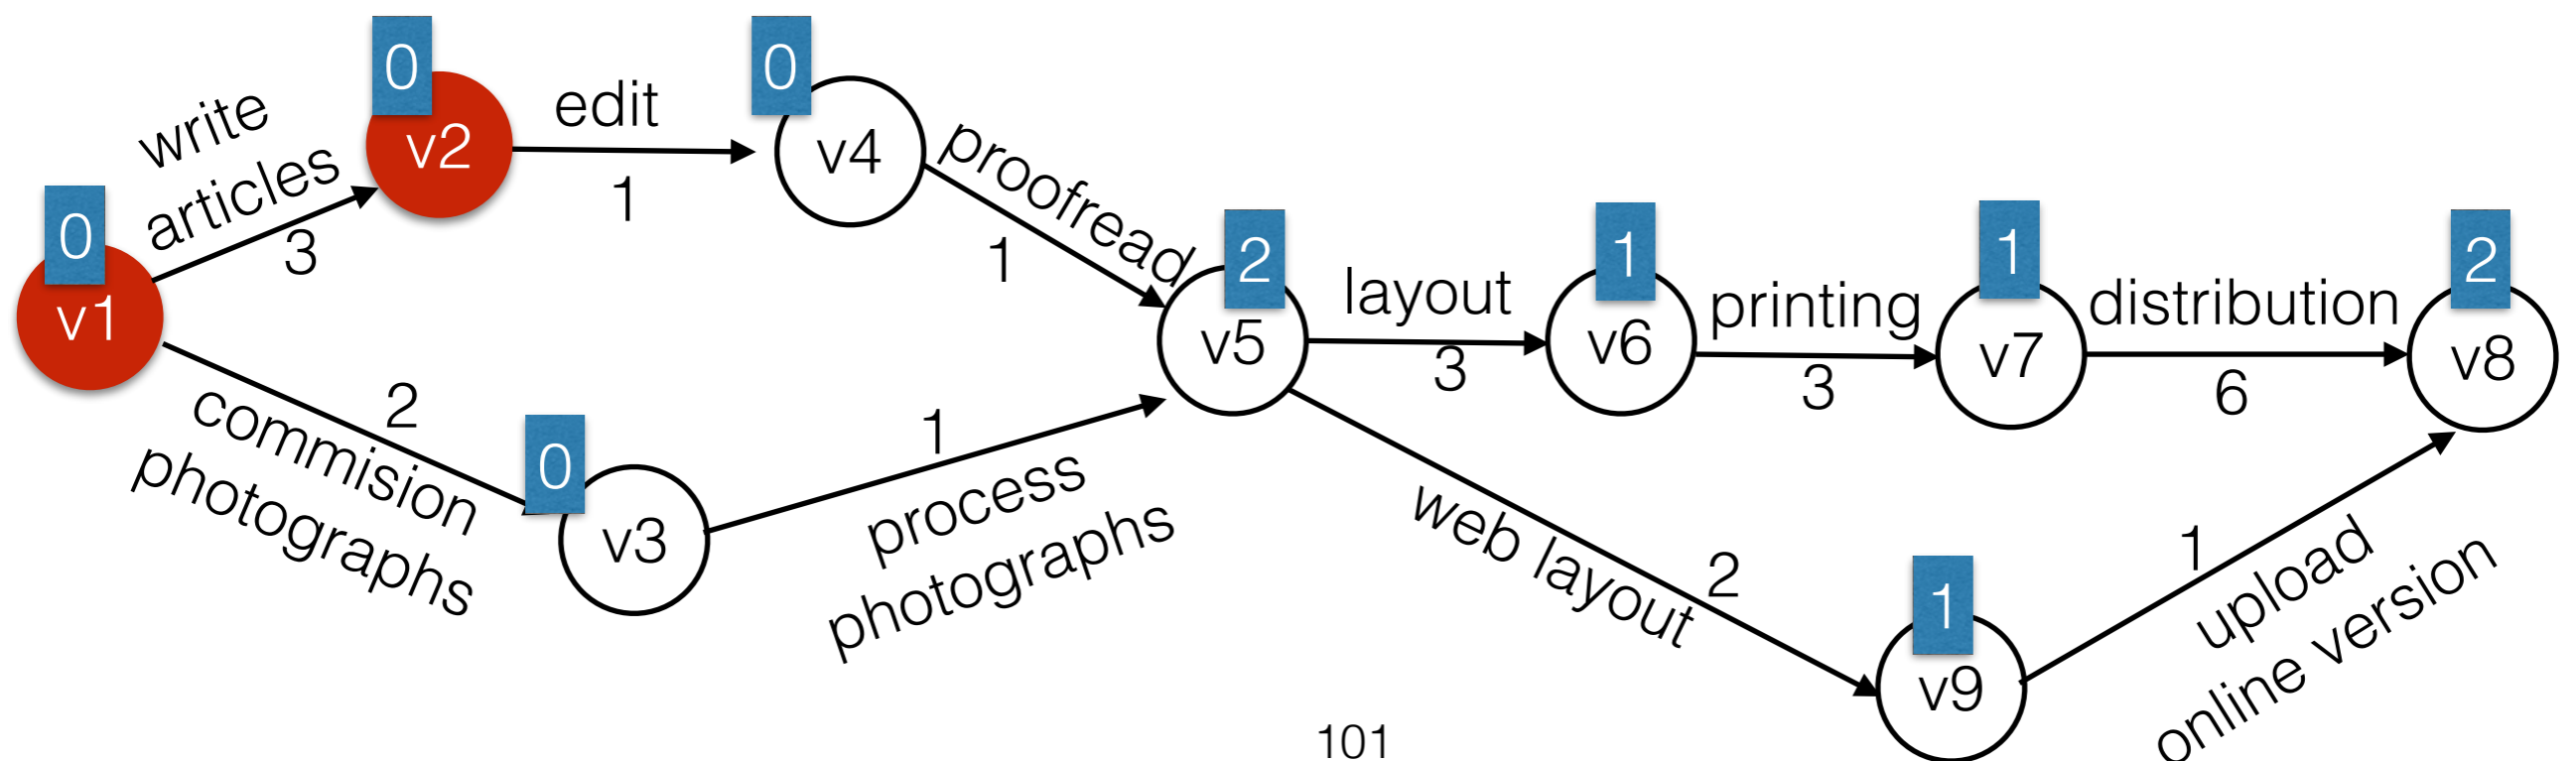 0
v1
write
articles
3
0
v2
edit
1
0
v4
proofread
1
2
commision
photographs
0
v3
1
process
photographs
2
v5
layout
3
1
v6
printing
3
1
v7
distribution
6
2
v8
web layout
2
1
v9
1
upload
online version
101